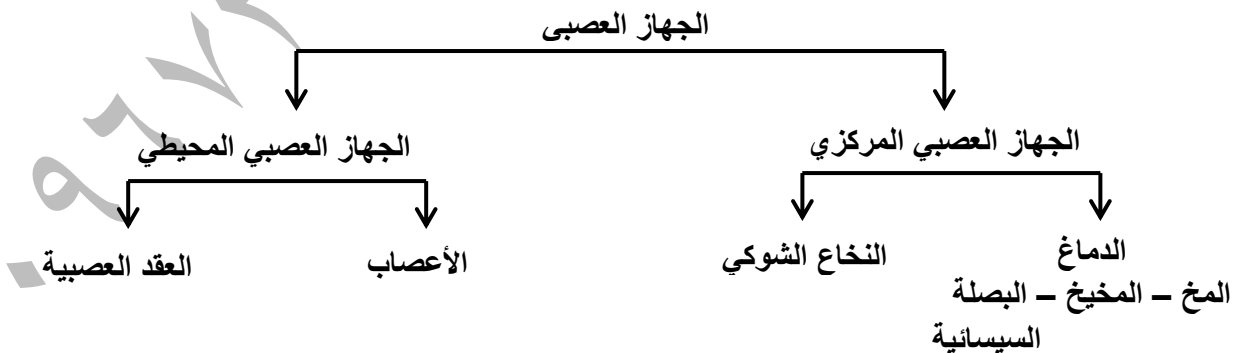 الجهاز العصبى
الجهاز العصبي المركزي
الجهاز العصبي المحيطي
الدماغ
المخ – المخيخ – البصلة
السيسائية
النخاع الشوكي
الأعصاب
العقد العصبية